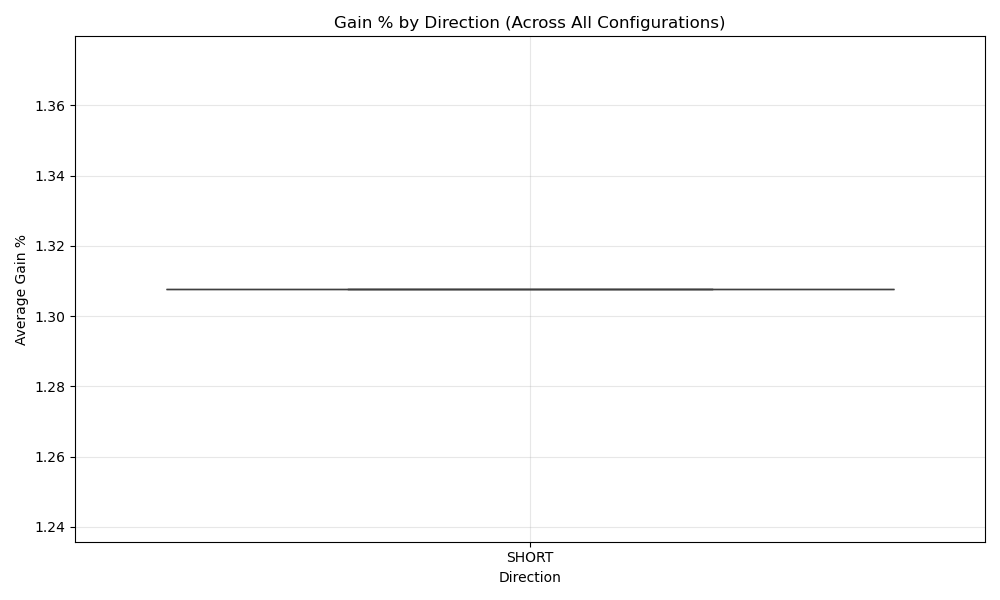 Gain % by Direction (Across All Configurations)
1.36
1.34
1.32
1.30
1.28
1.26
1.24
Average Gain %
SHORT
Direction